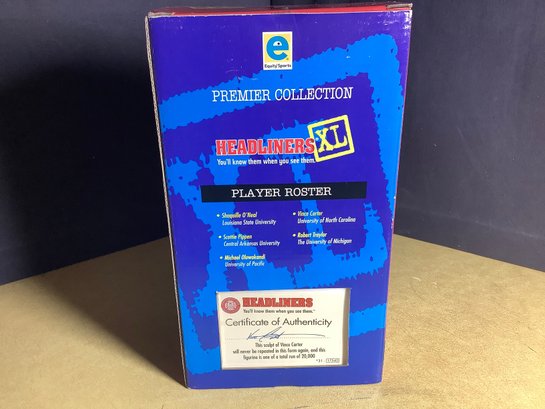 e
Equity/Sports
PREMIER COLLECTION
HEADLINERS XL
You'll know them when you see them.
PLAYER ROSTER
• Shaquille O'Neal
Louisiana State University
• Scottie Pippen
Central Arkansas University
• Michael Olowokandi
University of Pacific
• Vince Carter
University of North Carolina
• Robert Traylor
The University of Michigan
HEADLINERS
You'll know them when you see them.™
Certificate of Authenticity
This sculpt of Vince Carter
will never be repeated in this form again, and this
figurine is one of a total run of 20,000